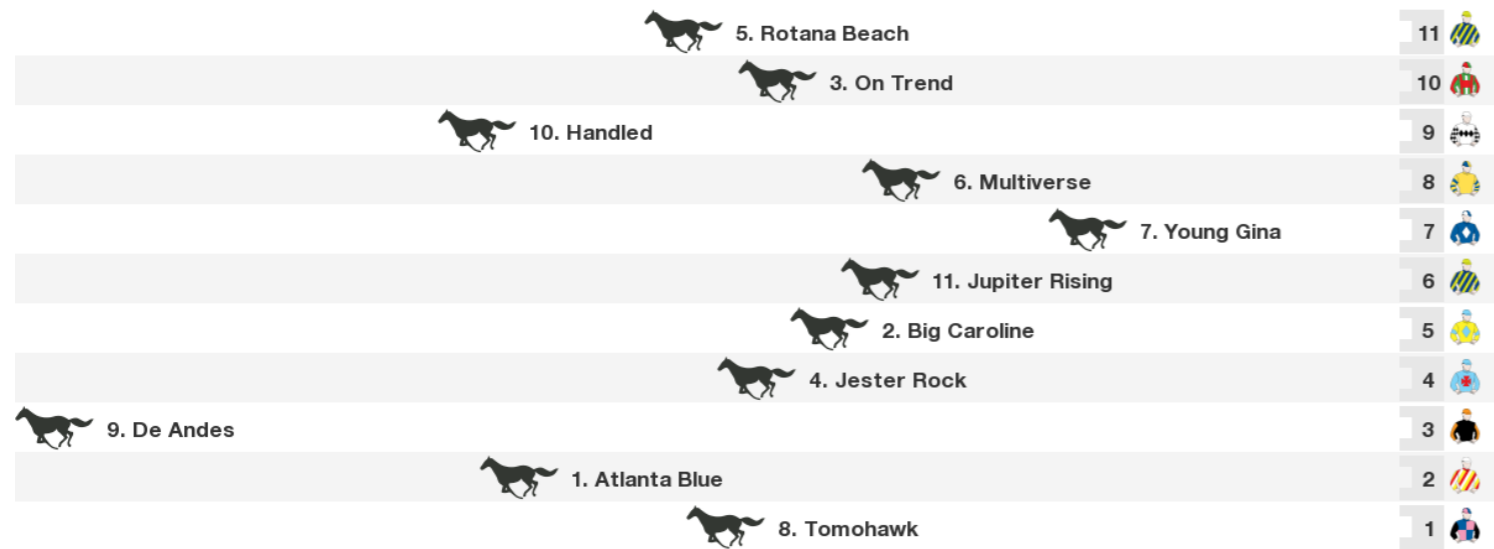 5. Rotana Beach 11
3. On Trend 10
10. Handled 9
6. Multiverse 8
7. Young Gina 7
11. Jupiter Rising 6
2. Big Caroline 5
4. Jester Rock 4
9. De Andes 3
1. Atlanta Blue 2
8. Tomohawk 1